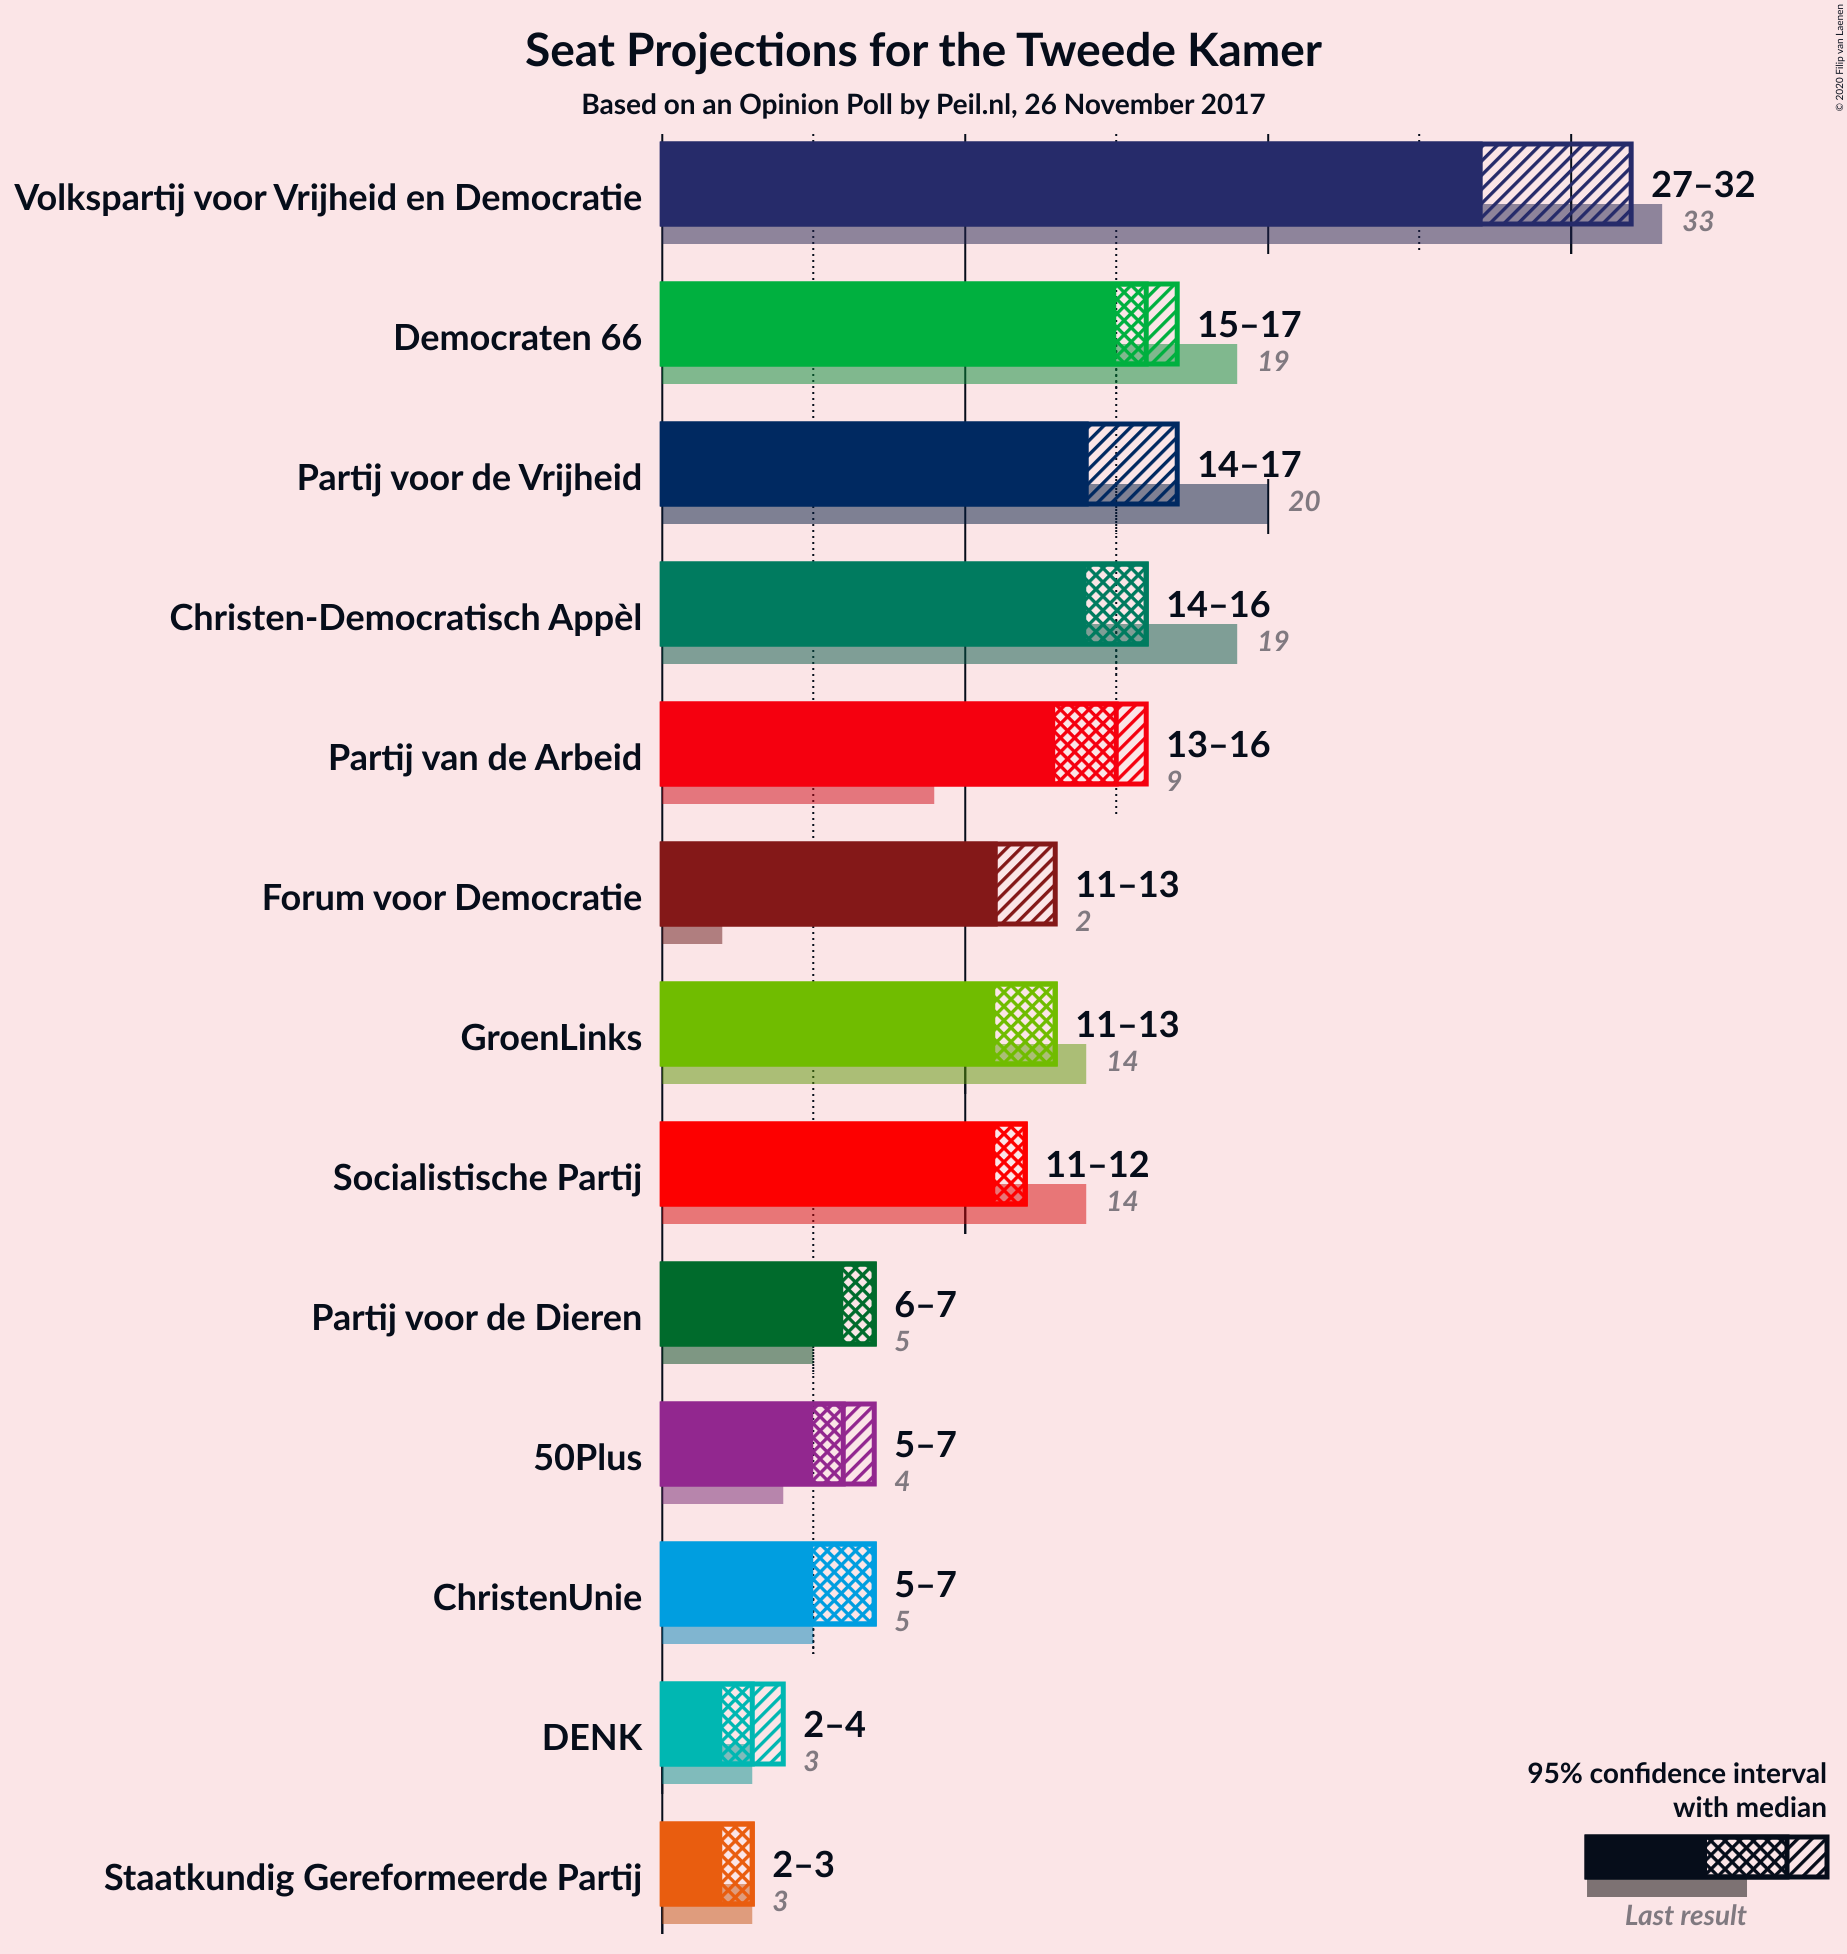 Seat Projections for the Tweede Kamer
Based on an Opinion Poll by Peil.nl, 26 November 2017
© 2020 Filip van Laenen
Volkspartij voor Vrijheid en Democratie
27–32
33
Democraten 66
15–17
19
Partij voor de Vrijheid
14–17
20
Christen-Democratisch Appèl
14–16
19
Partij van de Arbeid
13–16
9
Forum voor Democratie
11–13
2
GroenLinks
11–13
14
Socialistische Partij
11–12
14
Partij voor de Dieren
6–7
5
50Plus
5–7
4
ChristenUnie
5–7
5
DENK
2–4
3
Staatkundig Gereformeerde Partij
2–3
3
95% confidence interval
with median
Last result